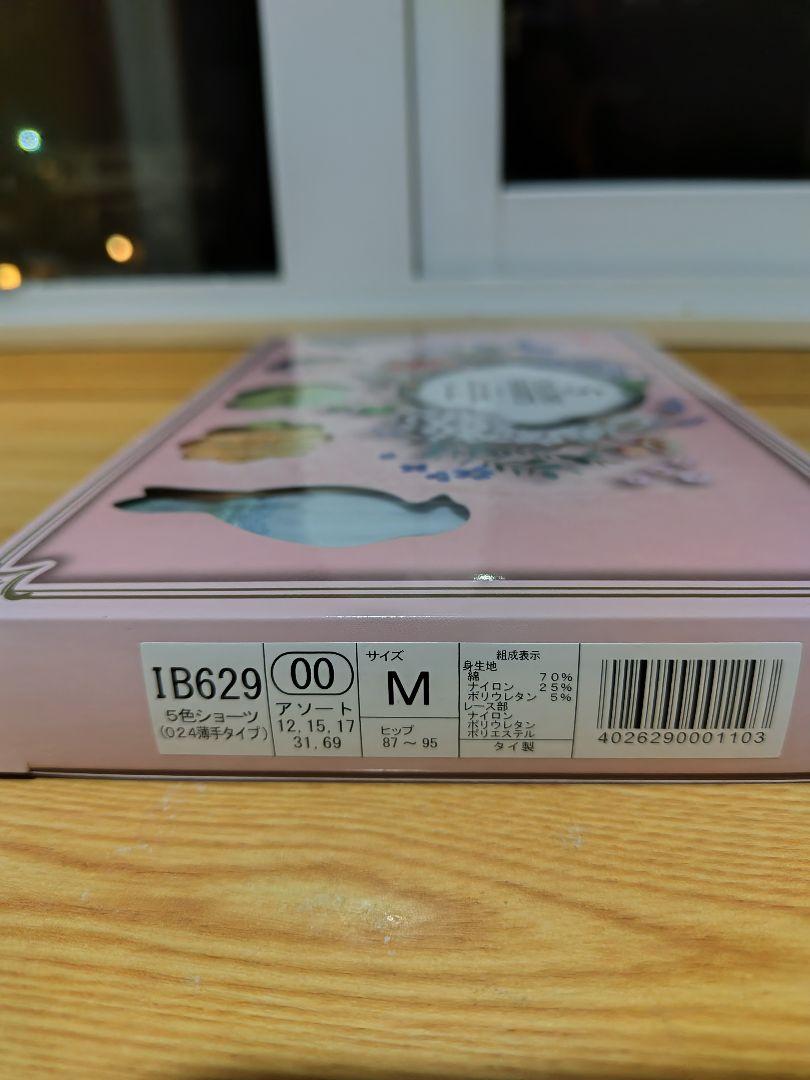 IB629
5色ショーツ
(024薄手タイプ)
00
アソート
12, 15, 17
31, 69
サイズ
M
ヒップ
87 ～ 95
組成表示
身生地
綿 70%
ナイロン 25%
ポリウレタン 5%
レース部
ナイロン
ポリウレタン
ポリエステル
タイ製
4026290001103